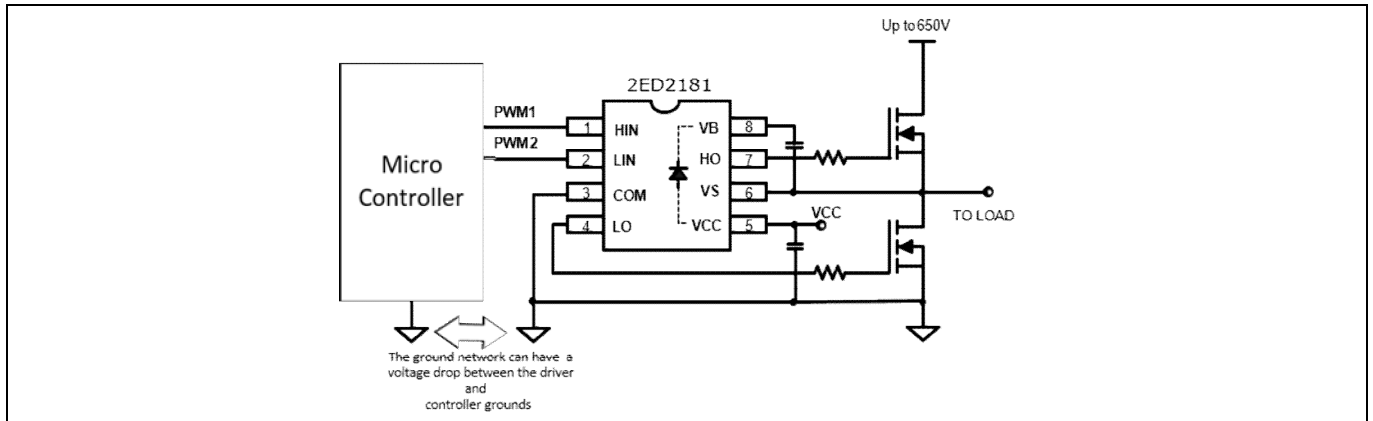 Up to 650V
2ED2181
PWM1
1 HIN VB 8
PWM2
2 LIN HO 7
Micro
Controller
3 COM VS 6
4 LO VCC 5
VCC
TO LOAD
The ground network can have a
voltage drop between the driver
and
controller grounds